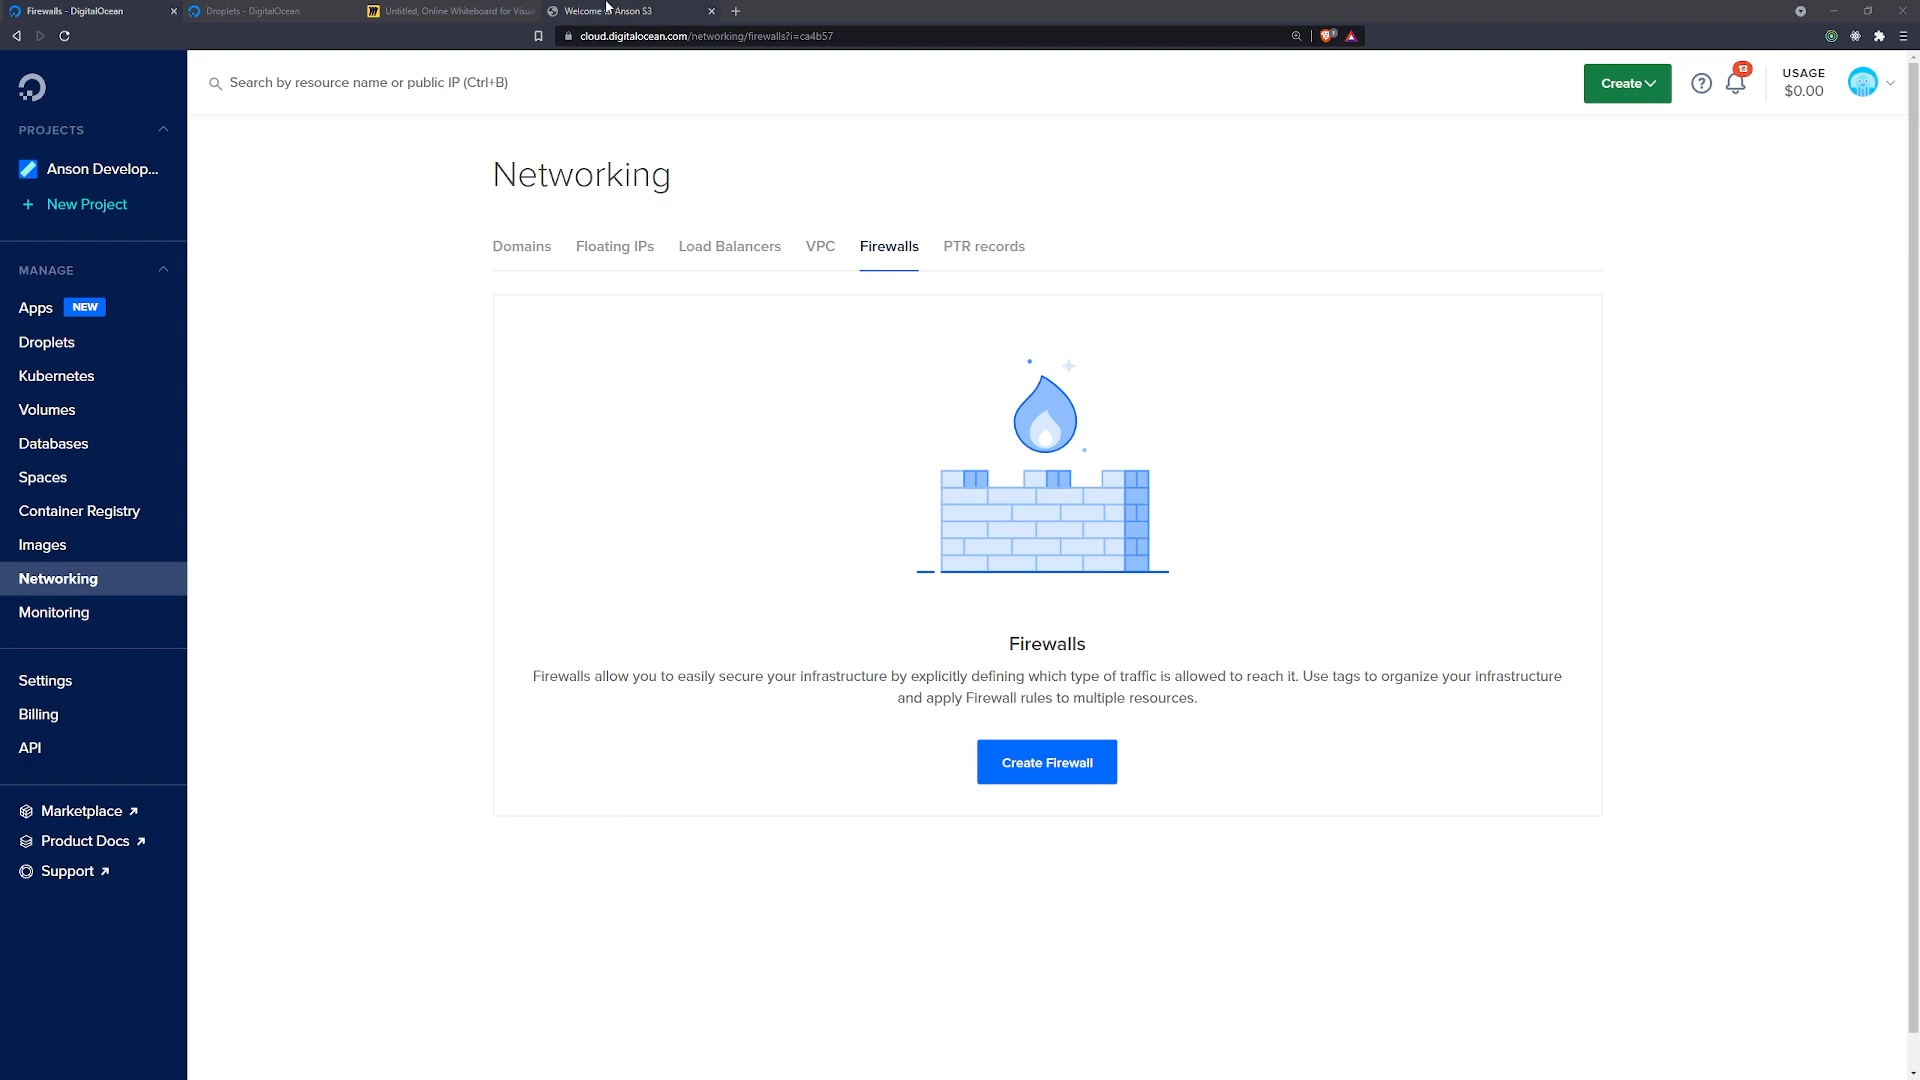 Firewalls - DigitalOcean
Droplets - DigitalOcean
Untitled, Online Whiteboard for Visua
Welcome to Anson S3
cloud.digitalocean.com/networking/firewalls?i=ca4b57
Search by resource name or public IP (Ctrl+B)
Create
13
USAGE
$0.00
PROJECTS
Anson Develop...
+ New Project
MANAGE
Apps NEW
Droplets
Kubernetes
Volumes
Databases
Spaces
Container Registry
Images
Networking
Monitoring
Settings
Billing
API
Marketplace
Product Docs
Support
Networking
Domains Floating IPs Load Balancers VPC Firewalls PTR records
Firewalls
Firewalls allow you to easily secure your infrastructure by explicitly defining which type of traffic is allowed to reach it. Use tags to organize your infrastructure
and apply Firewall rules to multiple resources.
Create Firewall